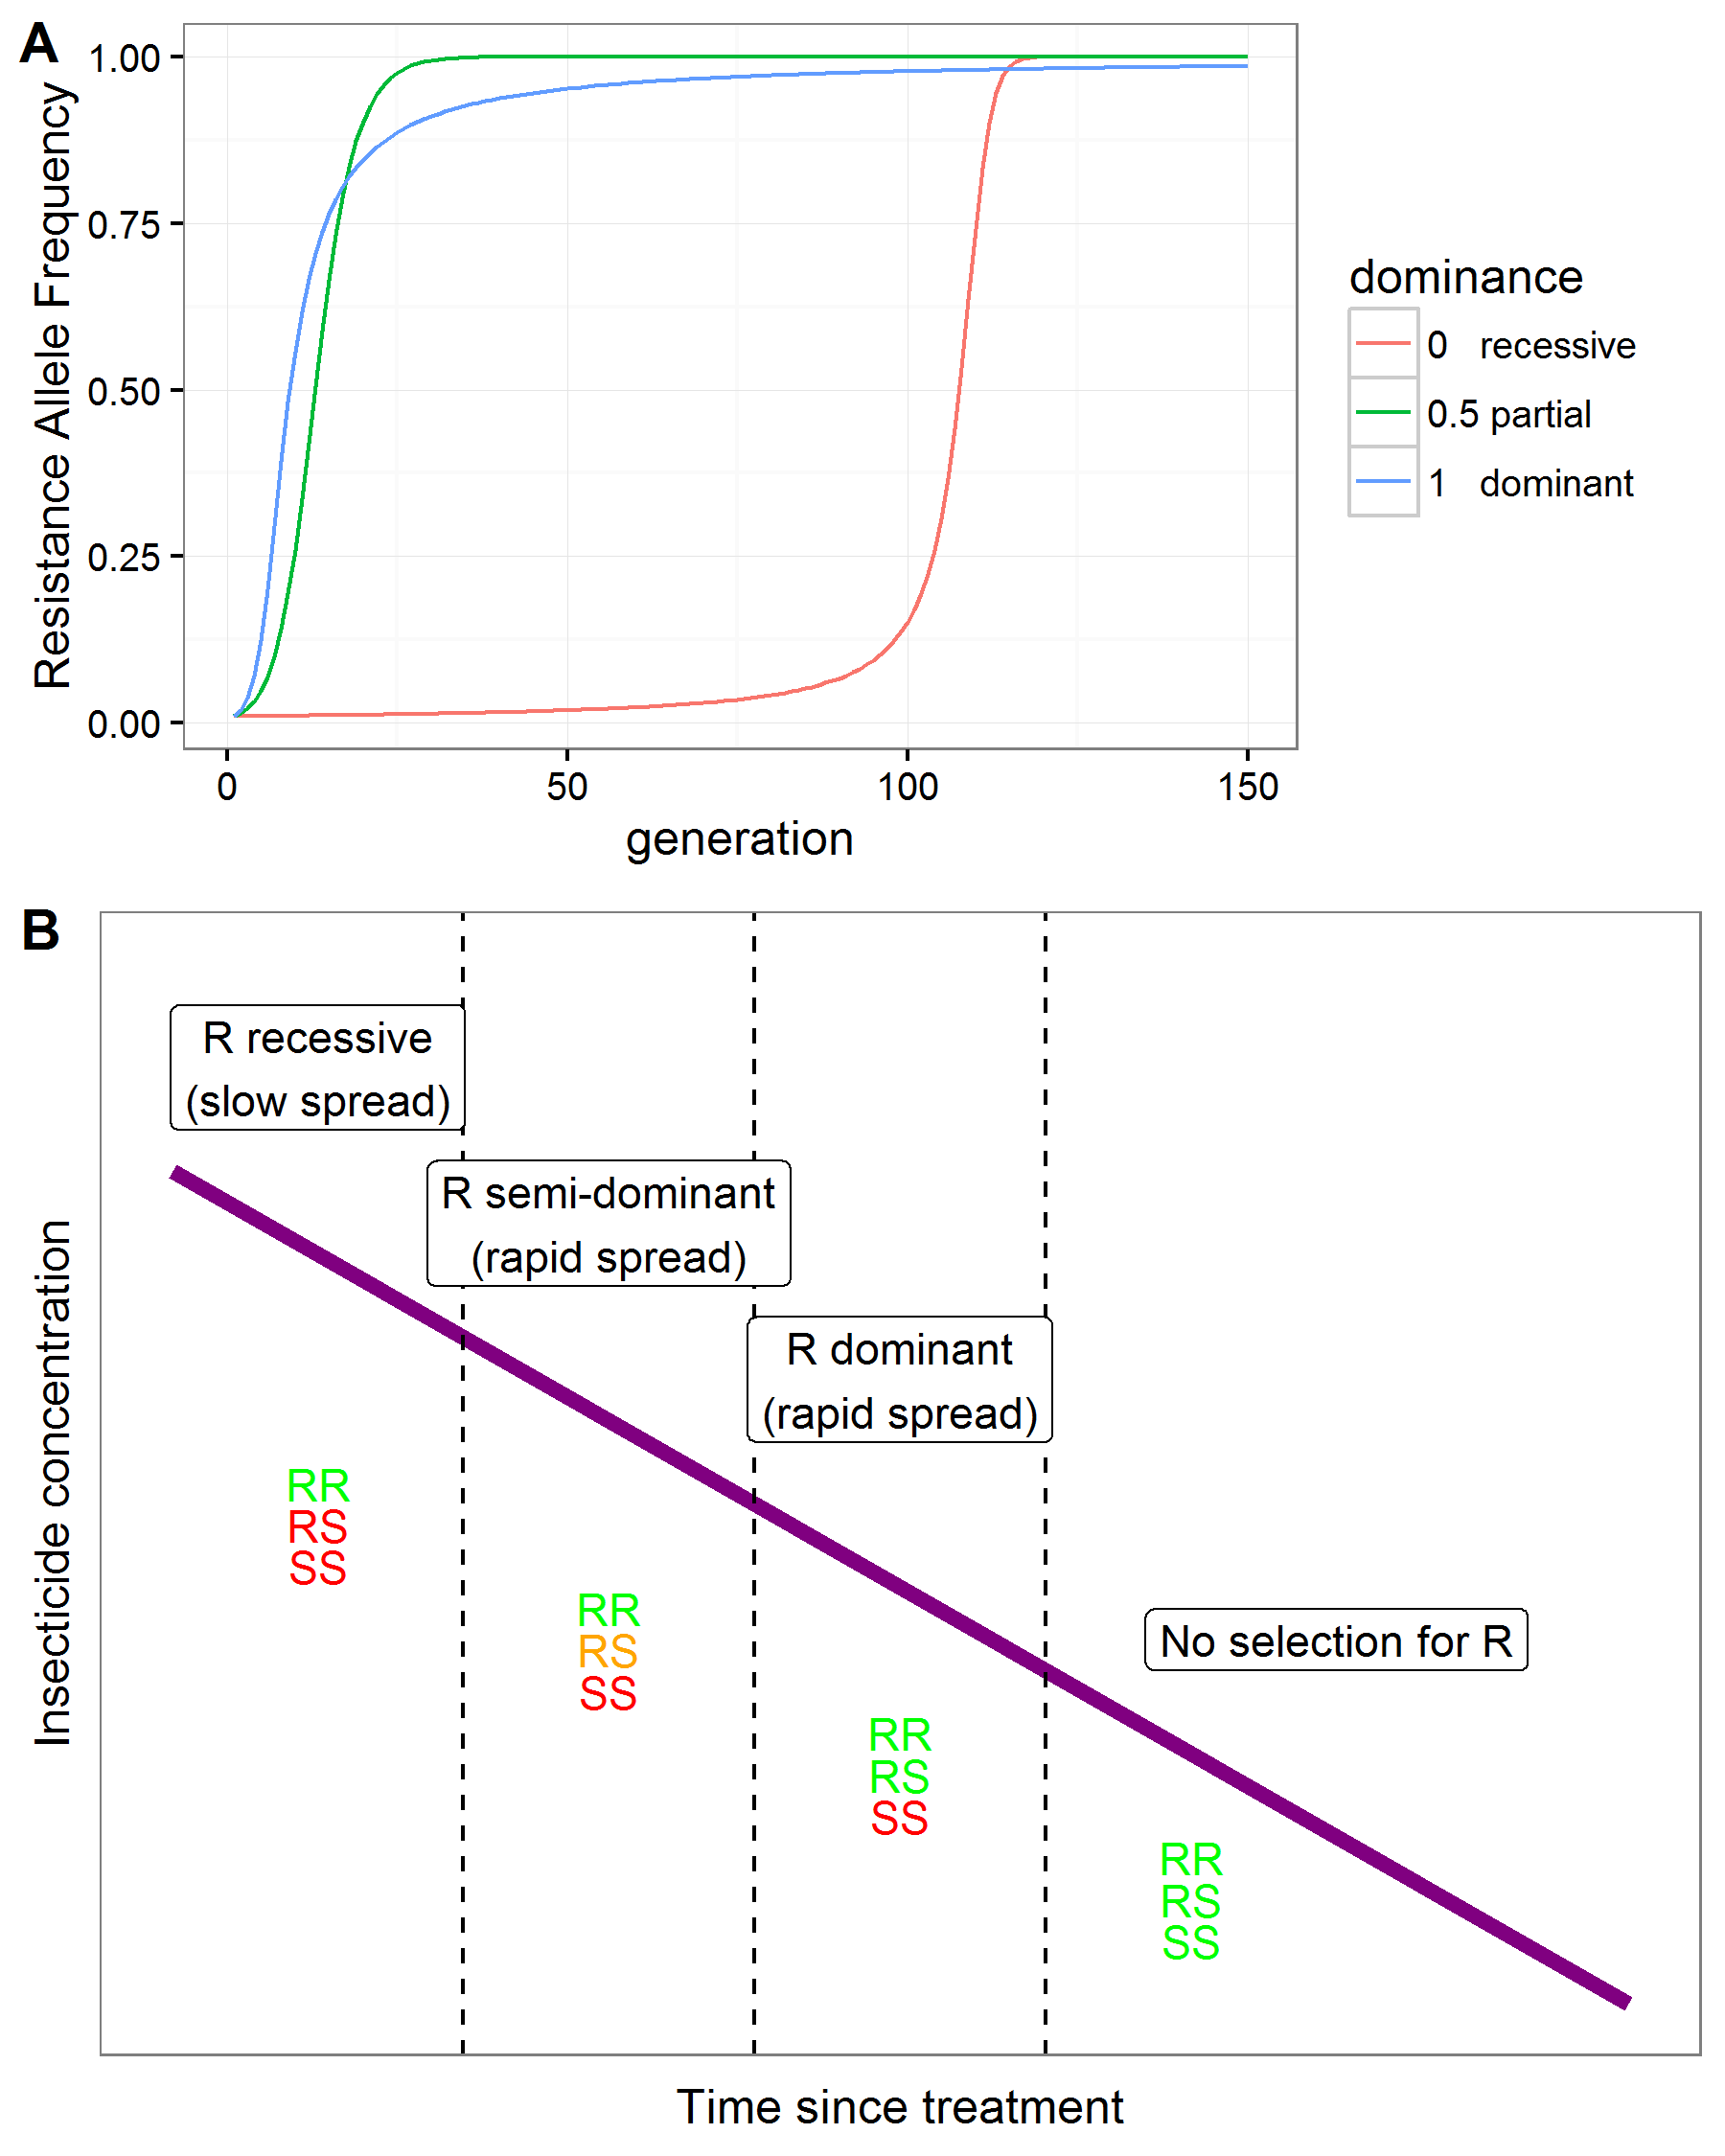 A
Resistance Allele Frequency
1.00
0.75
0.50
0.25
0.00
0
50
100
150
generation
dominance
0 recessive
0.5 partial
1 dominant
B
Insecticide concentration
R recessive
(slow spread)
R semi-dominant
(rapid spread)
R dominant
(rapid spread)
No selection for R
RR
RS
SS
RR
RS
SS
RR
RS
SS
RR
RS
SS
Time since treatment